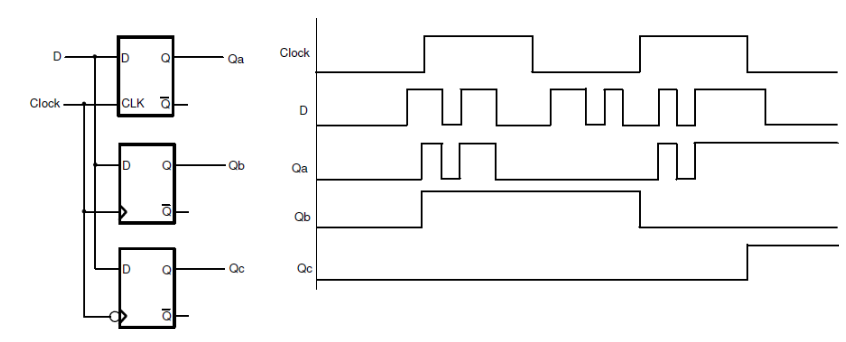 D D Q Qa
Clock CLK Q
D Q Qb
Q
D Q Qc
Q
Clock
D
Qa
Qb
Qc